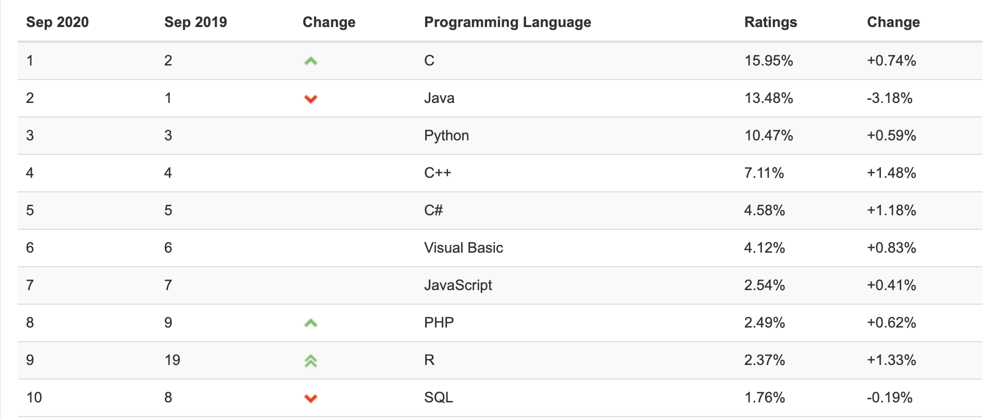 Sep 2020 Sep 2019 Change Programming Language Ratings Change
1 2 C 15.95% +0.74%
2 1 Java 13.48% -3.18%
3 3 Python 10.47% +0.59%
4 4 C++ 7.11% +1.48%
5 5 C# 4.58% +1.18%
6 6 Visual Basic 4.12% +0.83%
7 7 JavaScript 2.54% +0.41%
8 9 PHP 2.49% +0.62%
9 19 R 2.37% +1.33%
10 8 SQL 1.76% -0.19%